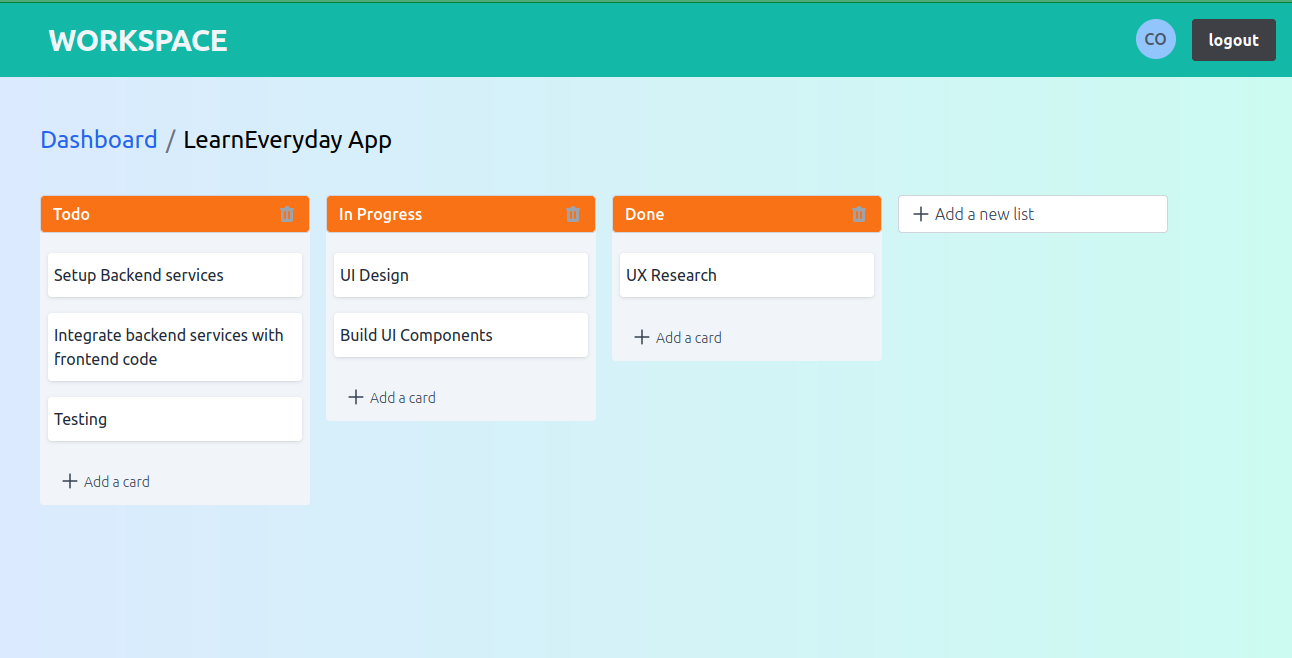 WORKSPACE
CO
logout
Dashboard / LearnEveryday App
Todo
Setup Backend services
Integrate backend services with
frontend code
Testing
Add a card
In Progress
UI Design
Build UI Components
Add a card
Done
UX Research
Add a card
Add a new list